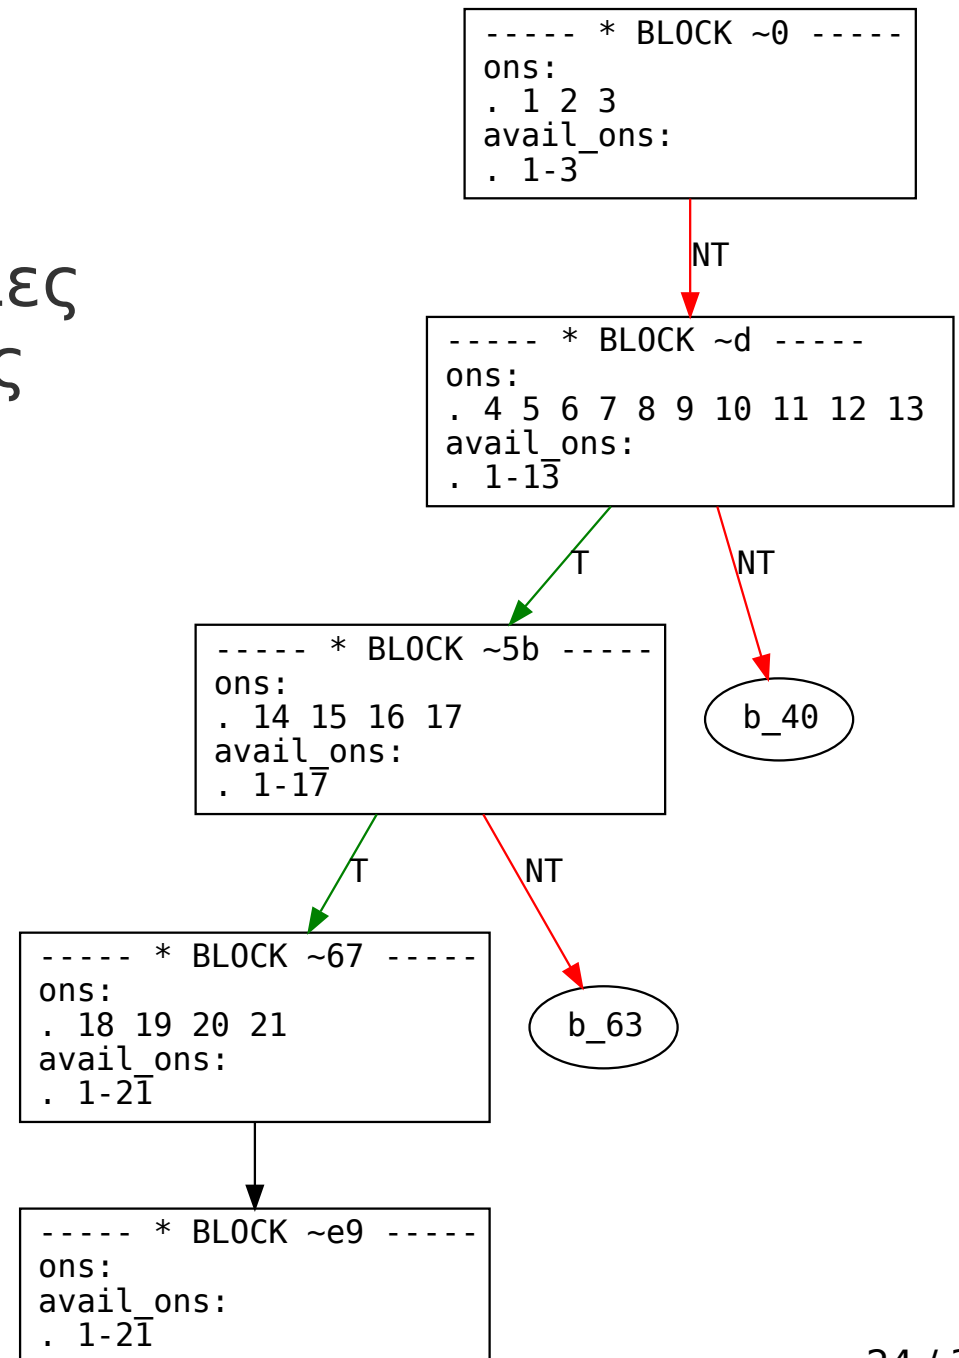 ----- * BLOCK ~0 -----
ons:
. 1 2 3
avail_ons:
. 1-3
NT
----- * BLOCK ~d -----
ons:
. 4 5 6 7 8 9 10 11 12 13
avail_ons:
. 1-13
T
NT
----- * BLOCK ~5b -----
ons:
. 14 15 16 17
avail_ons:
. 1-17
b_40
T
NT
----- * BLOCK ~67 -----
ons:
. 18 19 20 21
avail_ons:
. 1-21
b_63
----- * BLOCK ~e9 -----
ons:
avail_ons:
. 1-21